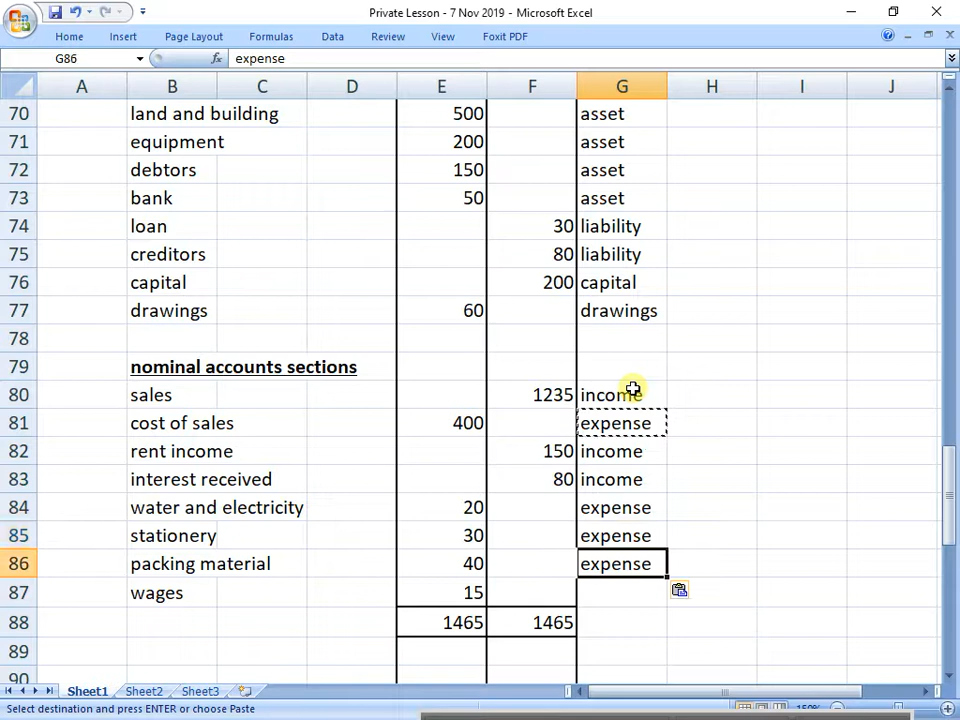 Private Lesson - 7 Nov 2019 - Microsoft Excel
Home Insert Page Layout Formulas Data Review View Foxit PDF
G86 fx expense
A B C D E F G H I J
70 land and building 500 asset
71 equipment 200 asset
72 debtors 150 asset
73 bank 50 asset
74 loan 30 liability
75 creditors 80 liability
76 capital 200 capital
77 drawings 60 drawings
78
79 nominal accounts sections
80 sales 1235 income
81 cost of sales 400 expense
82 rent income 150 income
83 interest received 80 income
84 water and electricity 20 expense
85 stationery 30 expense
86 packing material 40 expense
87 wages 15
88 1465 1465
89
90
Sheet1 Sheet2 Sheet3
Select destination and press ENTER or choose Paste 150%